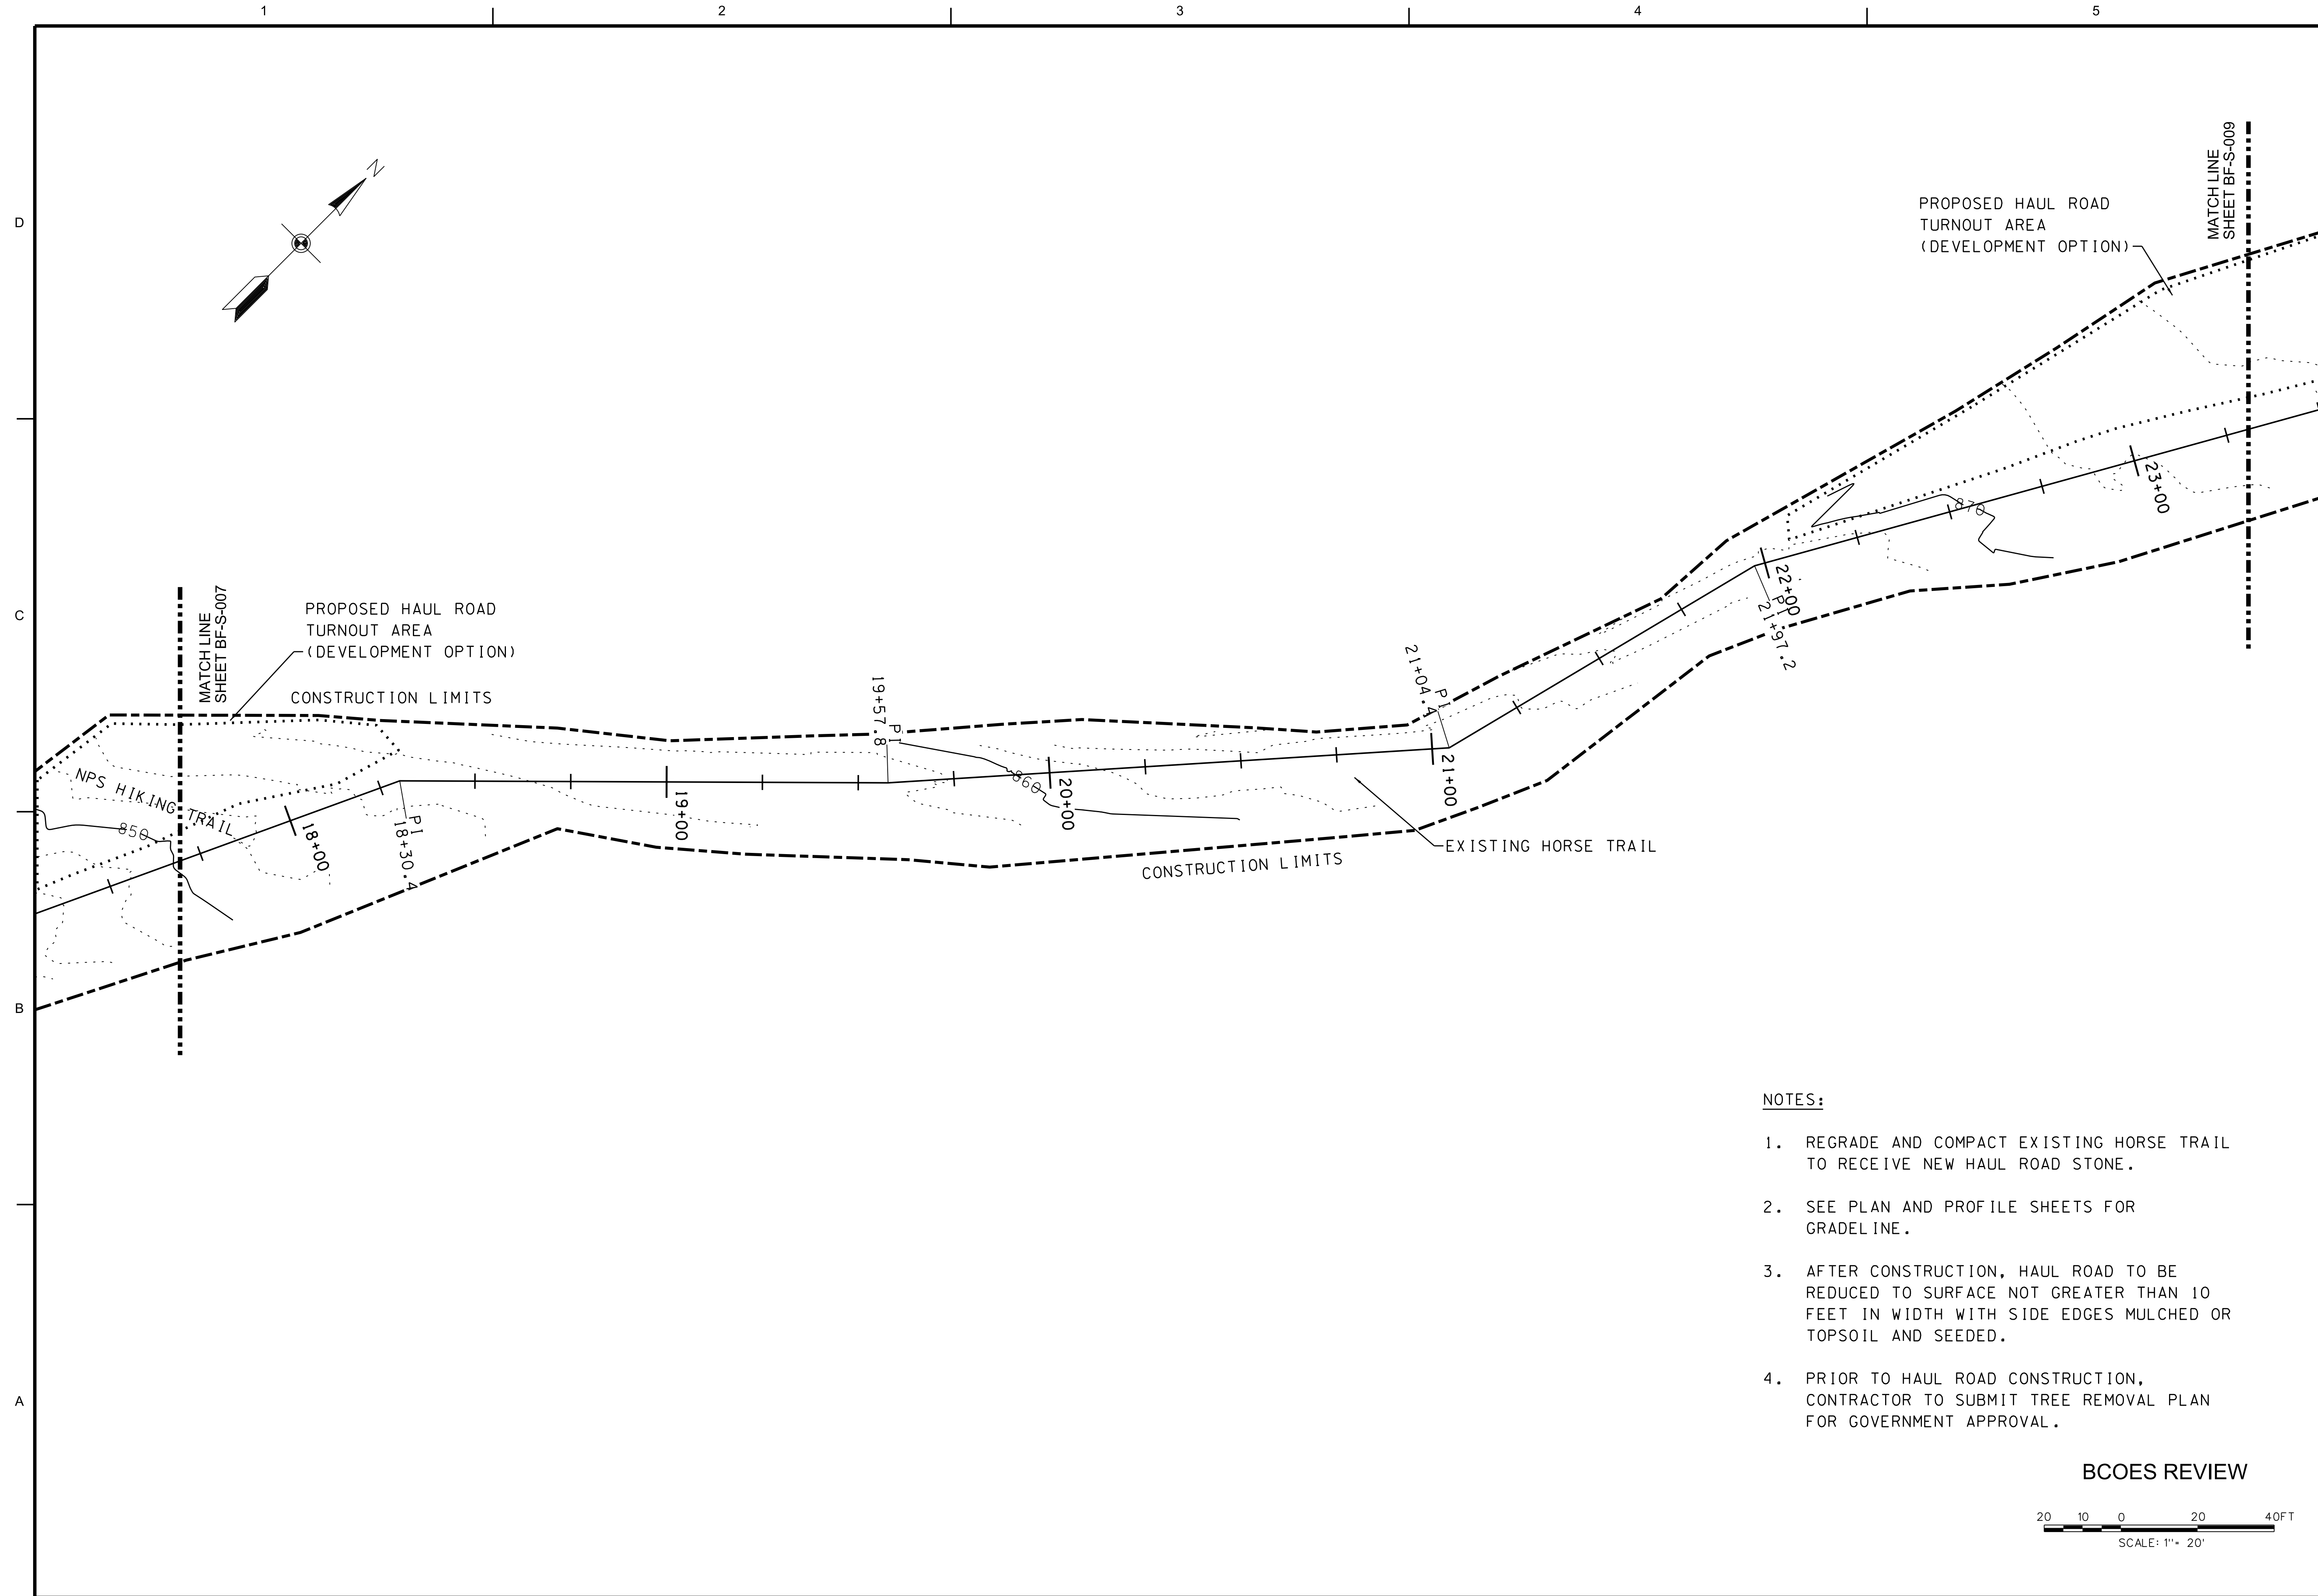 1
2
3
4
5
D
C
B
A
N
MATCH LINE
SHEET BF-S-009
PROPOSED HAUL ROAD
TURNOUT AREA
(DEVELOPMENT OPTION)
MATCH LINE
SHEET BF-S-007
PROPOSED HAUL ROAD
TURNOUT AREA
(DEVELOPMENT OPTION)
CONSTRUCTION LIMITS
NPS HIKING TRAIL
850
18+00
PI
18+30.4
19+00
PI
19+57.8
860
20+00
PI
21+04.4
21+00
EXISTING HORSE TRAIL
CONSTRUCTION LIMITS
22+00
PI
21+97.2
870
23+00
NOTES:
1. REGRADE AND COMPACT EXISTING HORSE TRAIL
TO RECEIVE NEW HAUL ROAD STONE.
2. SEE PLAN AND PROFILE SHEETS FOR
GRADELINE.
3. AFTER CONSTRUCTION, HAUL ROAD TO BE
REDUCED TO SURFACE NOT GREATER THAN 10
FEET IN WIDTH WITH SIDE EDGES MULCHED OR
TOPSOIL AND SEEDED.
4. PRIOR TO HAUL ROAD CONSTRUCTION,
CONTRACTOR TO SUBMIT TREE REMOVAL PLAN
FOR GOVERNMENT APPROVAL.
BCOES REVIEW
20 10 0 20 40FT
SCALE: 1"= 20'